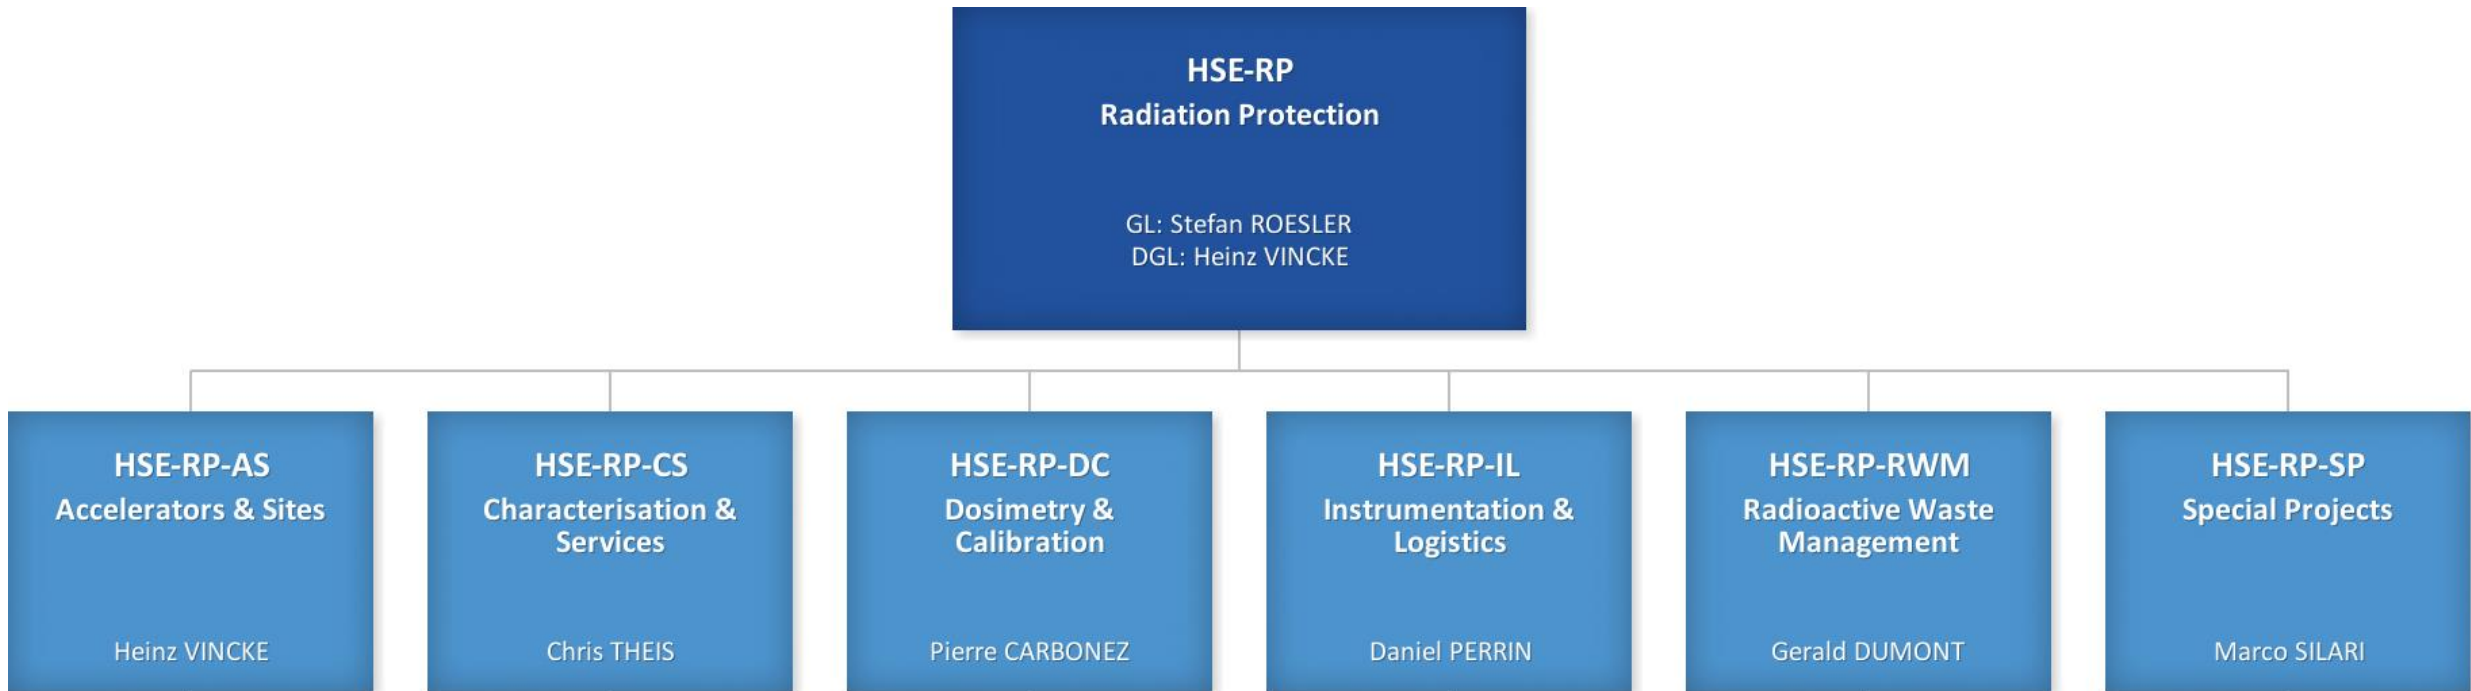 HSE-RP
Radiation Protection
GL: Stefan ROESLER
DGL: Heinz VINCKE
HSE-RP-AS
Accelerators & Sites
Heinz VINCKE
HSE-RP-CS
Characterisation &
Services
Chris THEIS
HSE-RP-DC
Dosimetry &
Calibration
Pierre CARBONEZ
HSE-RP-IL
Instrumentation &
Logistics
Daniel PERRIN
HSE-RP-RWM
Radioactive Waste
Management
Gerald DUMONT
HSE-RP-SP
Special Projects
Marco SILARI